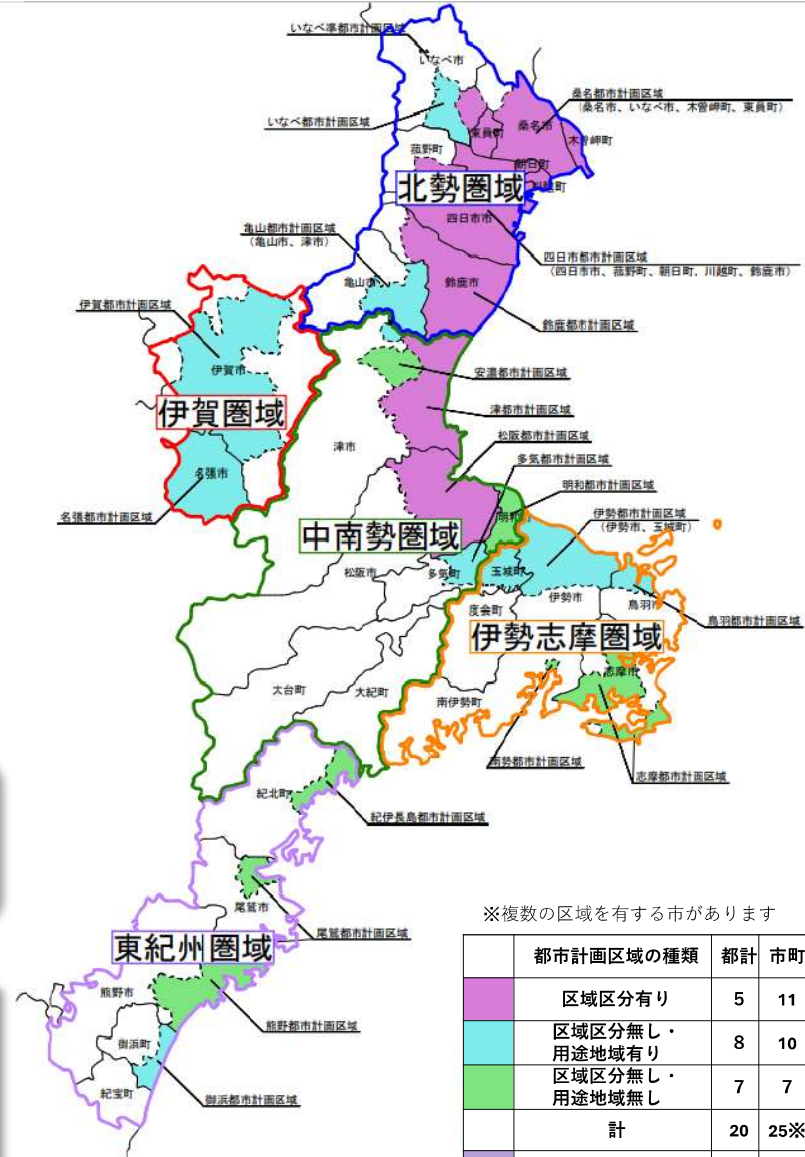 いなべ準都市計画区域
いなべ市
桑名都市計画区域
(桑名市、いなべ市、木曽岬町、東員町)
いなべ都市計画区域
東員町
桑名市
木曽岬町
菰野町
朝日町
川越町
北勢圏域
四日市市
亀山都市計画区域
(亀山市、津市)
四日市都市計画区域
(四日市市、菰野町、朝日町、川越町、鈴鹿市)
亀山市
鈴鹿市
伊賀都市計画区域
鈴鹿都市計画区域
伊賀市
安濃都市計画区域
伊賀圏域
津都市計画区域
津市
松阪都市計画区域
多気都市計画区域
名張市
明和都市計画区域
名張都市計画区域
明和町
伊勢都市計画区域
(伊勢市、玉城町)
中南勢圏域
松阪市
多気町
玉城町
伊勢市
鳥羽市
度会町
鳥羽都市計画区域
伊勢志摩圏域
志摩市
大台町
大紀町
南伊勢町
南勢都市計画区域
志摩都市計画区域
紀北町
紀伊長島都市計画区域
尾鷲市
尾鷲都市計画区域
東紀州圏域
熊野市
熊野都市計画区域
御浜町
紀宝町
御浜都市計画区域
※複数の区域を有する市があります
都市計画区域の種類 都計 市町
区域区分有り 5 11
区域区分無し・
用途地域有り 8 10
区域区分無し・
用途地域無し 7 7
計 20 25※